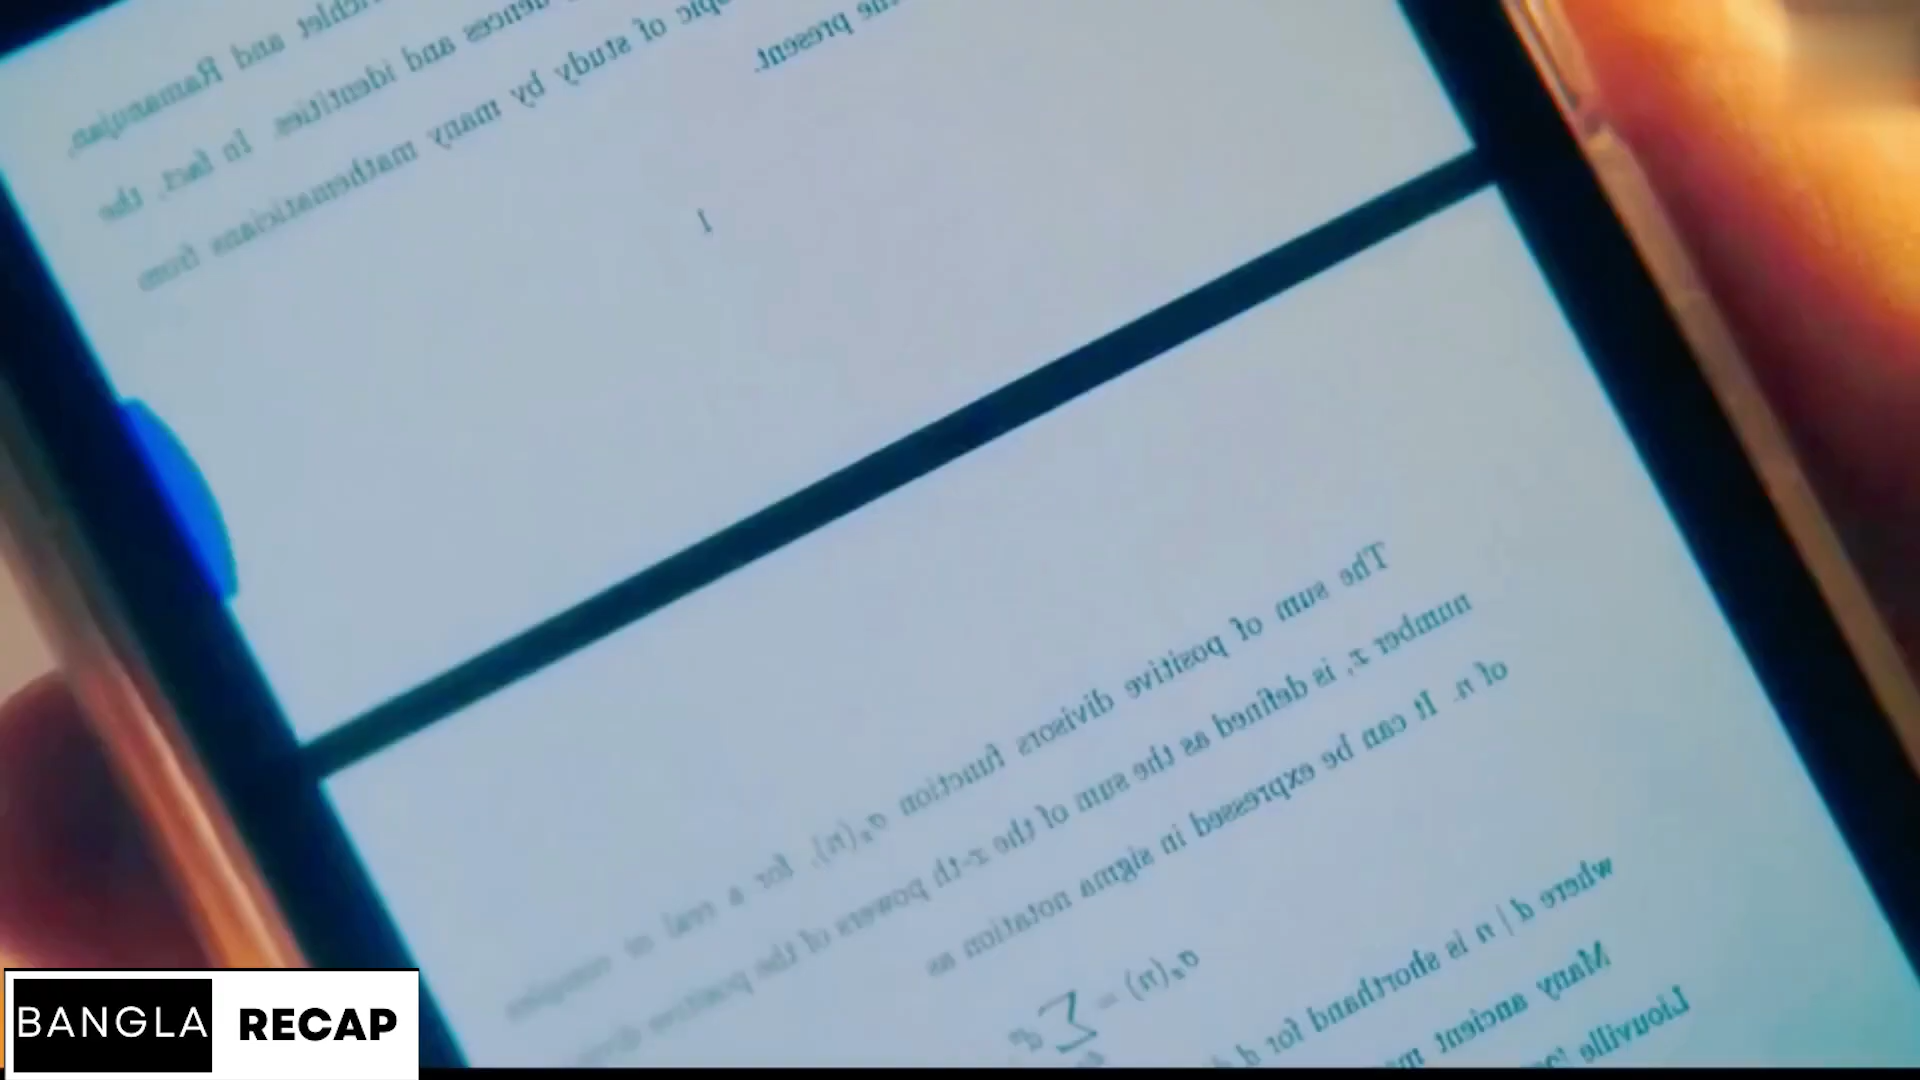 richlet and Ramanujan,
dences and identities. In fact, the
pic of study by many mathematicians from
the present.
1
The sum of positive divisors function σₓ(n), for a real or complex
number x, is defined as the sum of the x-th powers of the positive
of n. It can be expressed in sigma notation as
σₓ(n) = ∑ dˣ
where d | n is shorthand for d d
Many ancient m
Liouville
BANGLA RECAP